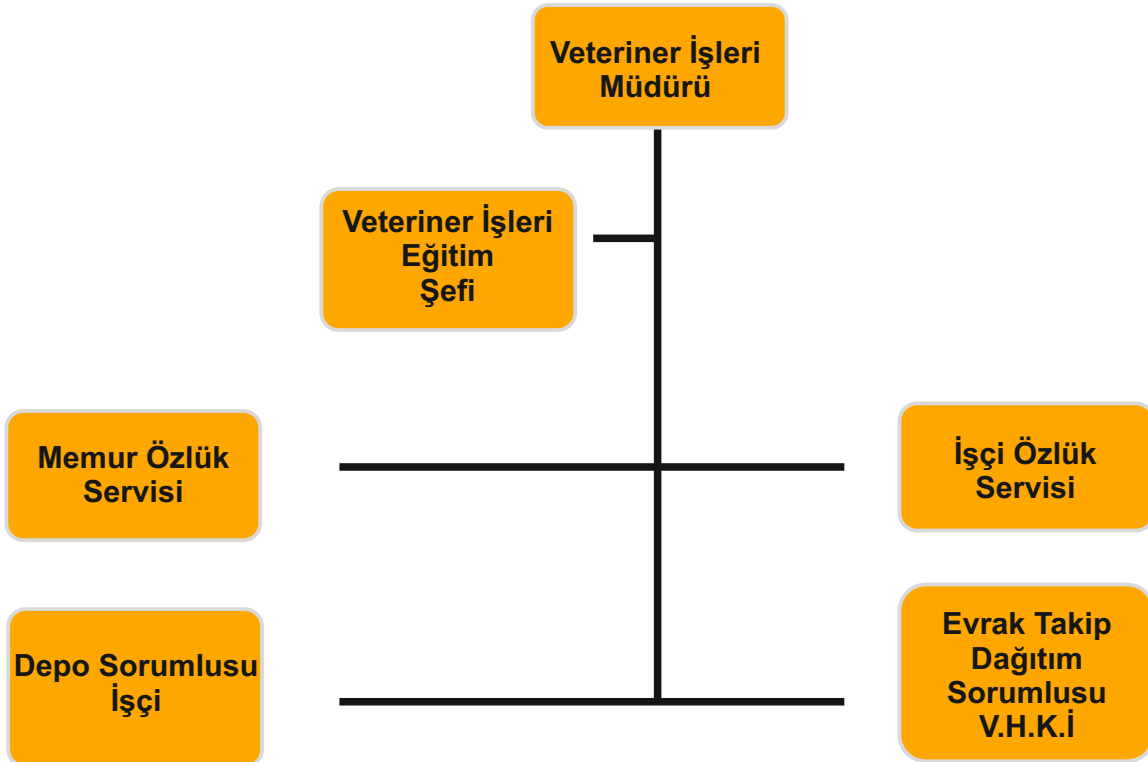 Veteriner İşleri
Müdürü
Veteriner İşleri
Eğitim
Şefi
Memur Özlük
Servisi
İşçi Özlük
Servisi
Depo Sorumlusu
İşçi
Evrak Takip
Dağıtım
Sorumlusu
V.H.K.İ